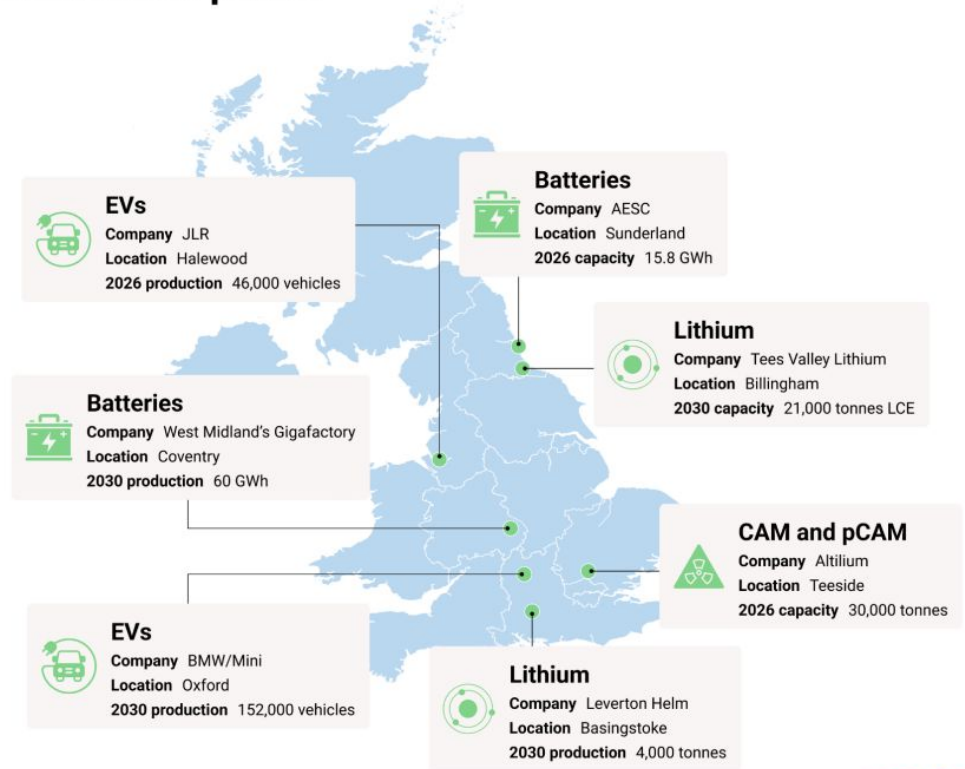 EVs
Company JLR
Location Halewood
2026 production 46,000 vehicles
Batteries
Company AESC
Location Sunderland
2026 capacity 15.8 GWh
Lithium
Company Tees Valley Lithium
Location Billingham
2030 capacity 21,000 tonnes LCE
Batteries
Company West Midland's Gigafactory
Location Coventry
2030 production 60 GWh
CAM and pCAM
Company Altilium
Location Teeside
2026 capacity 30,000 tonnes
EVs
Company BMW/Mini
Location Oxford
2030 production 152,000 vehicles
Lithium
Company Leverton Helm
Location Basingstoke
2030 production 4,000 tonnes